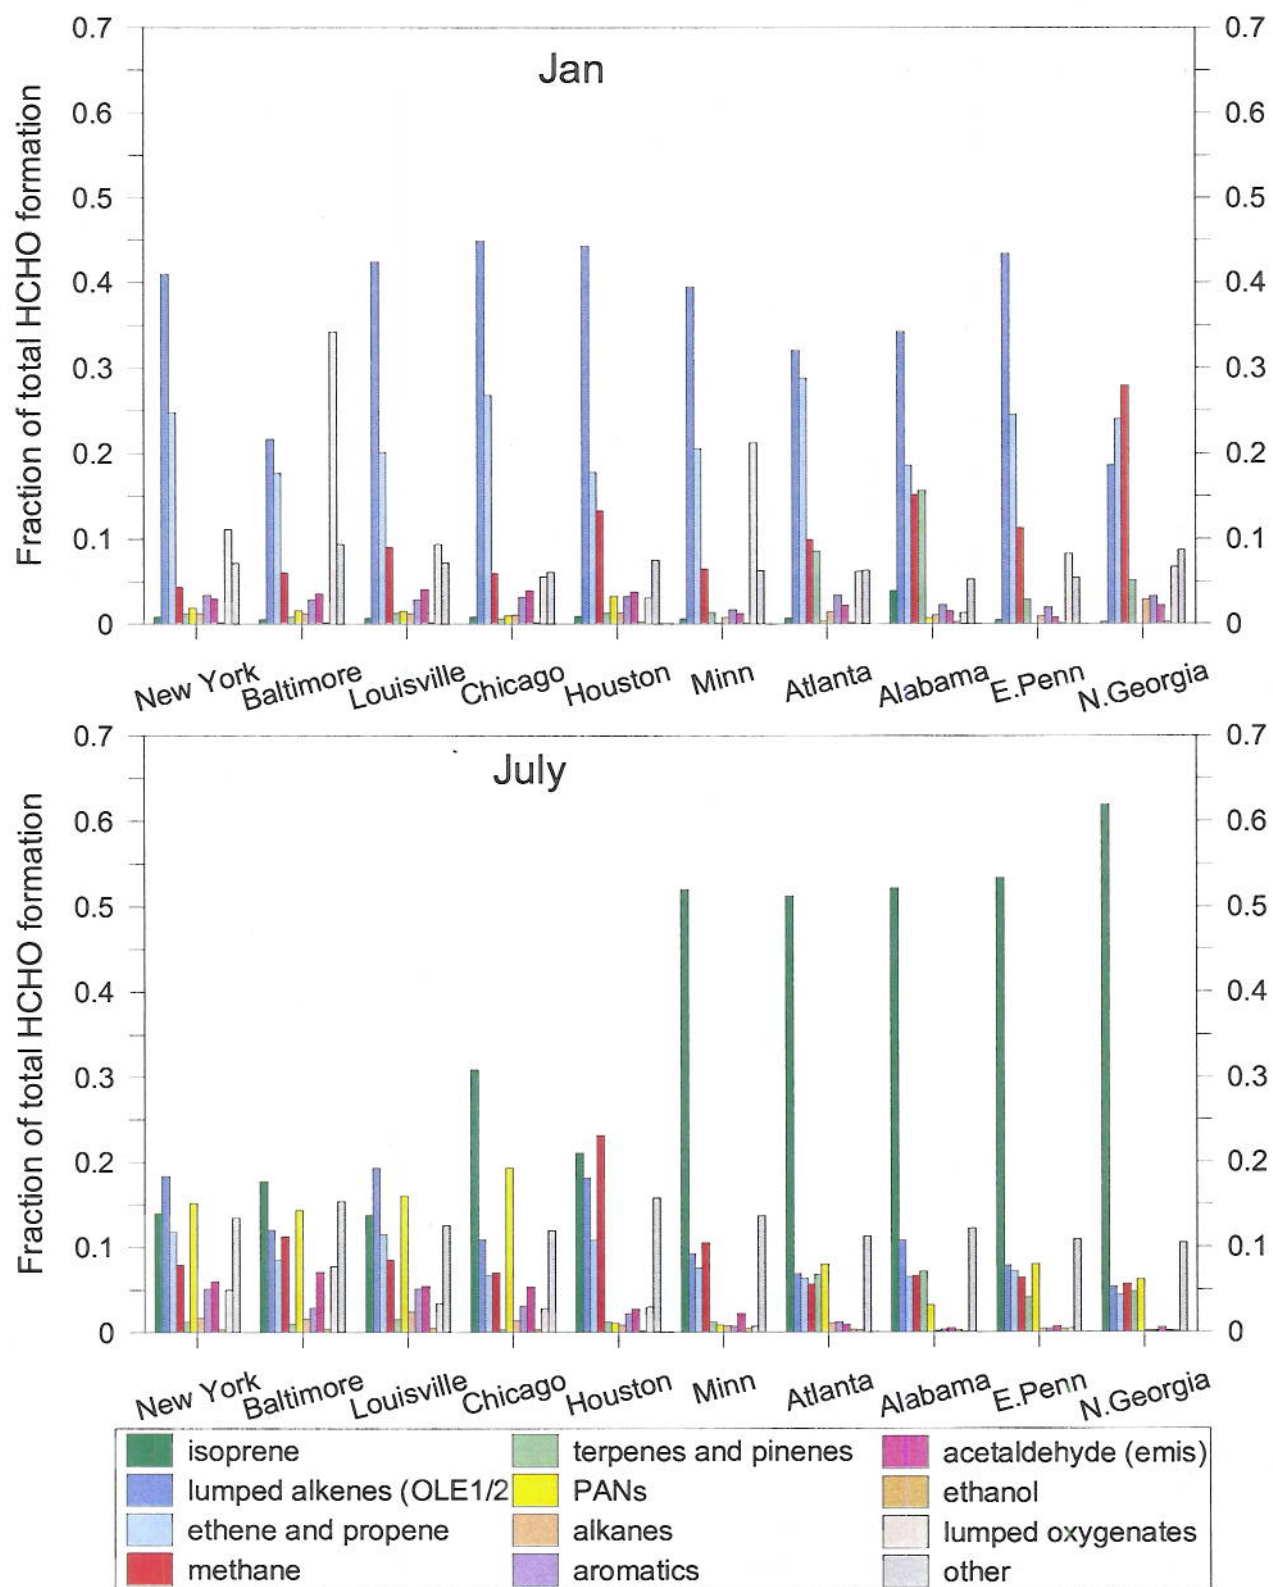 Jan
Fraction of total HCHO formation
0.7 0.7
0.6 0.6
0.5 0.5
0.4 0.4
0.3 0.3
0.2 0.2
0.1 0.1
0 0
New York Baltimore Louisville Chicago Houston Minn Atlanta Alabama E.Penn N.Georgia
July
Fraction of total HCHO formation
0.7 0.7
0.6 0.6
0.5 0.5
0.4 0.4
0.3 0.3
0.2 0.2
0.1 0.1
0 0
New York Baltimore Louisville Chicago Houston Minn Atlanta Alabama E.Penn N.Georgia
isoprene terpenes and pinenes acetaldehyde (emis)
lumped alkenes (OLE1/2 PANs ethanol
ethene and propene alkanes lumped oxygenates
methane aromatics other